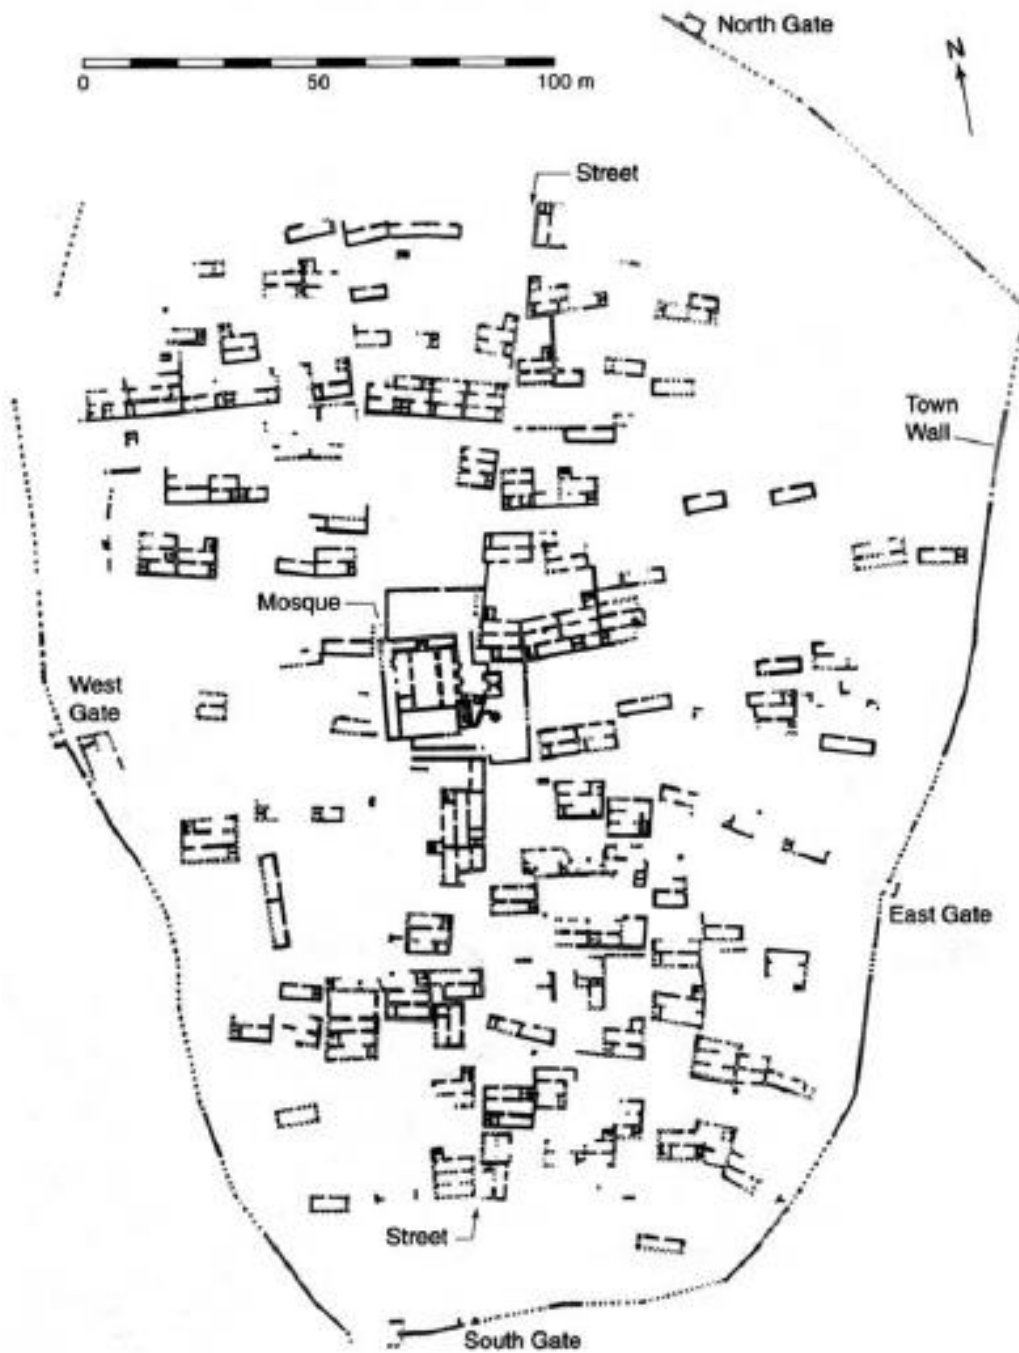 North Gate
N
0 50 100 m
Street
Town
Wall
Mosque
West
Gate
East Gate
Street
South Gate